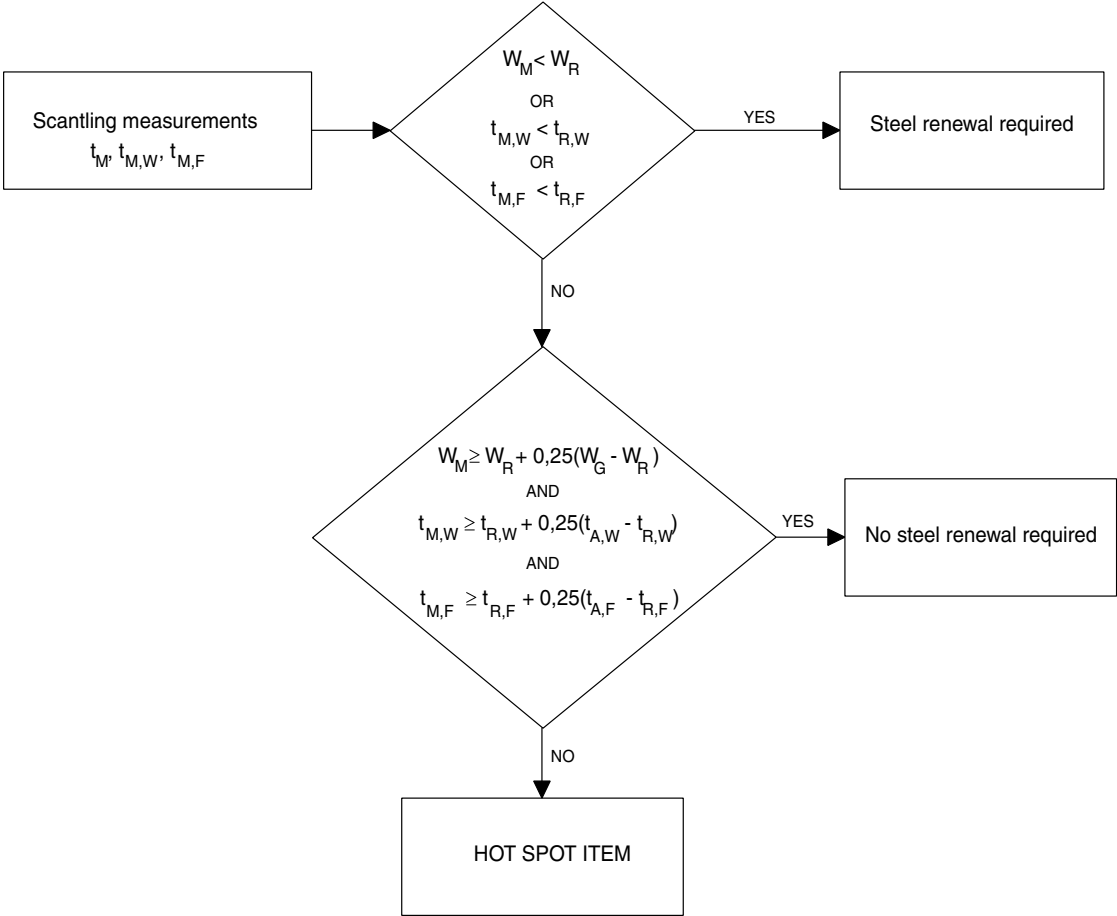 Scantling measurements
t_M, t_M,W, t_M,F
W_M < W_R
OR
t_M,W < t_R,W
OR
t_M,F < t_R,F
YES
Steel renewal required
NO
W_M ≥ W_R + 0,25(W_G - W_R)
AND
t_M,W ≥ t_R,W + 0,25(t_A,W - t_R,W)
AND
t_M,F ≥ t_R,F + 0,25(t_A,F - t_R,F)
YES
No steel renewal required
NO
HOT SPOT ITEM